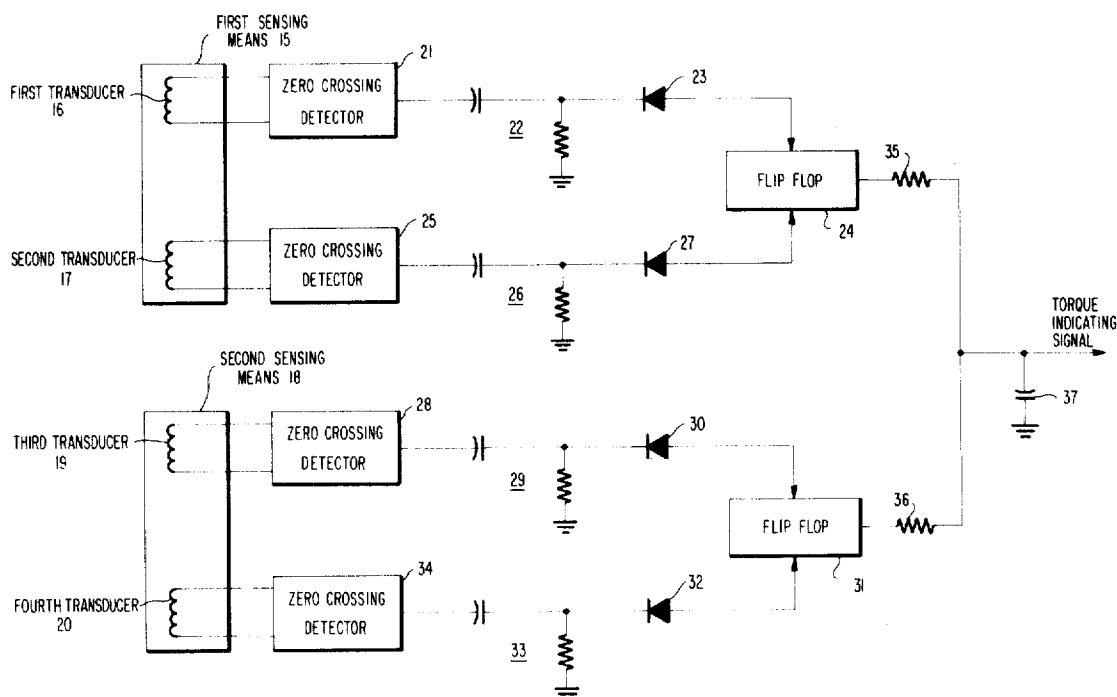 FIRST SENSING
MEANS 15
21
FIRST TRANSDUCER
16
ZERO CROSSING
DETECTOR
22
23
FLIP FLOP
24
35
25
SECOND TRANSDUCER
17
ZERO CROSSING
DETECTOR
26
27
TORQUE
INDICATING
SIGNAL
37
SECOND SENSING
MEANS 18
28
THIRD TRANSDUCER
19
ZERO CROSSING
DETECTOR
29
30
FLIP FLOP
31
36
34
FOURTH TRANSDUCER
20
ZERO CROSSING
DETECTOR
33
32